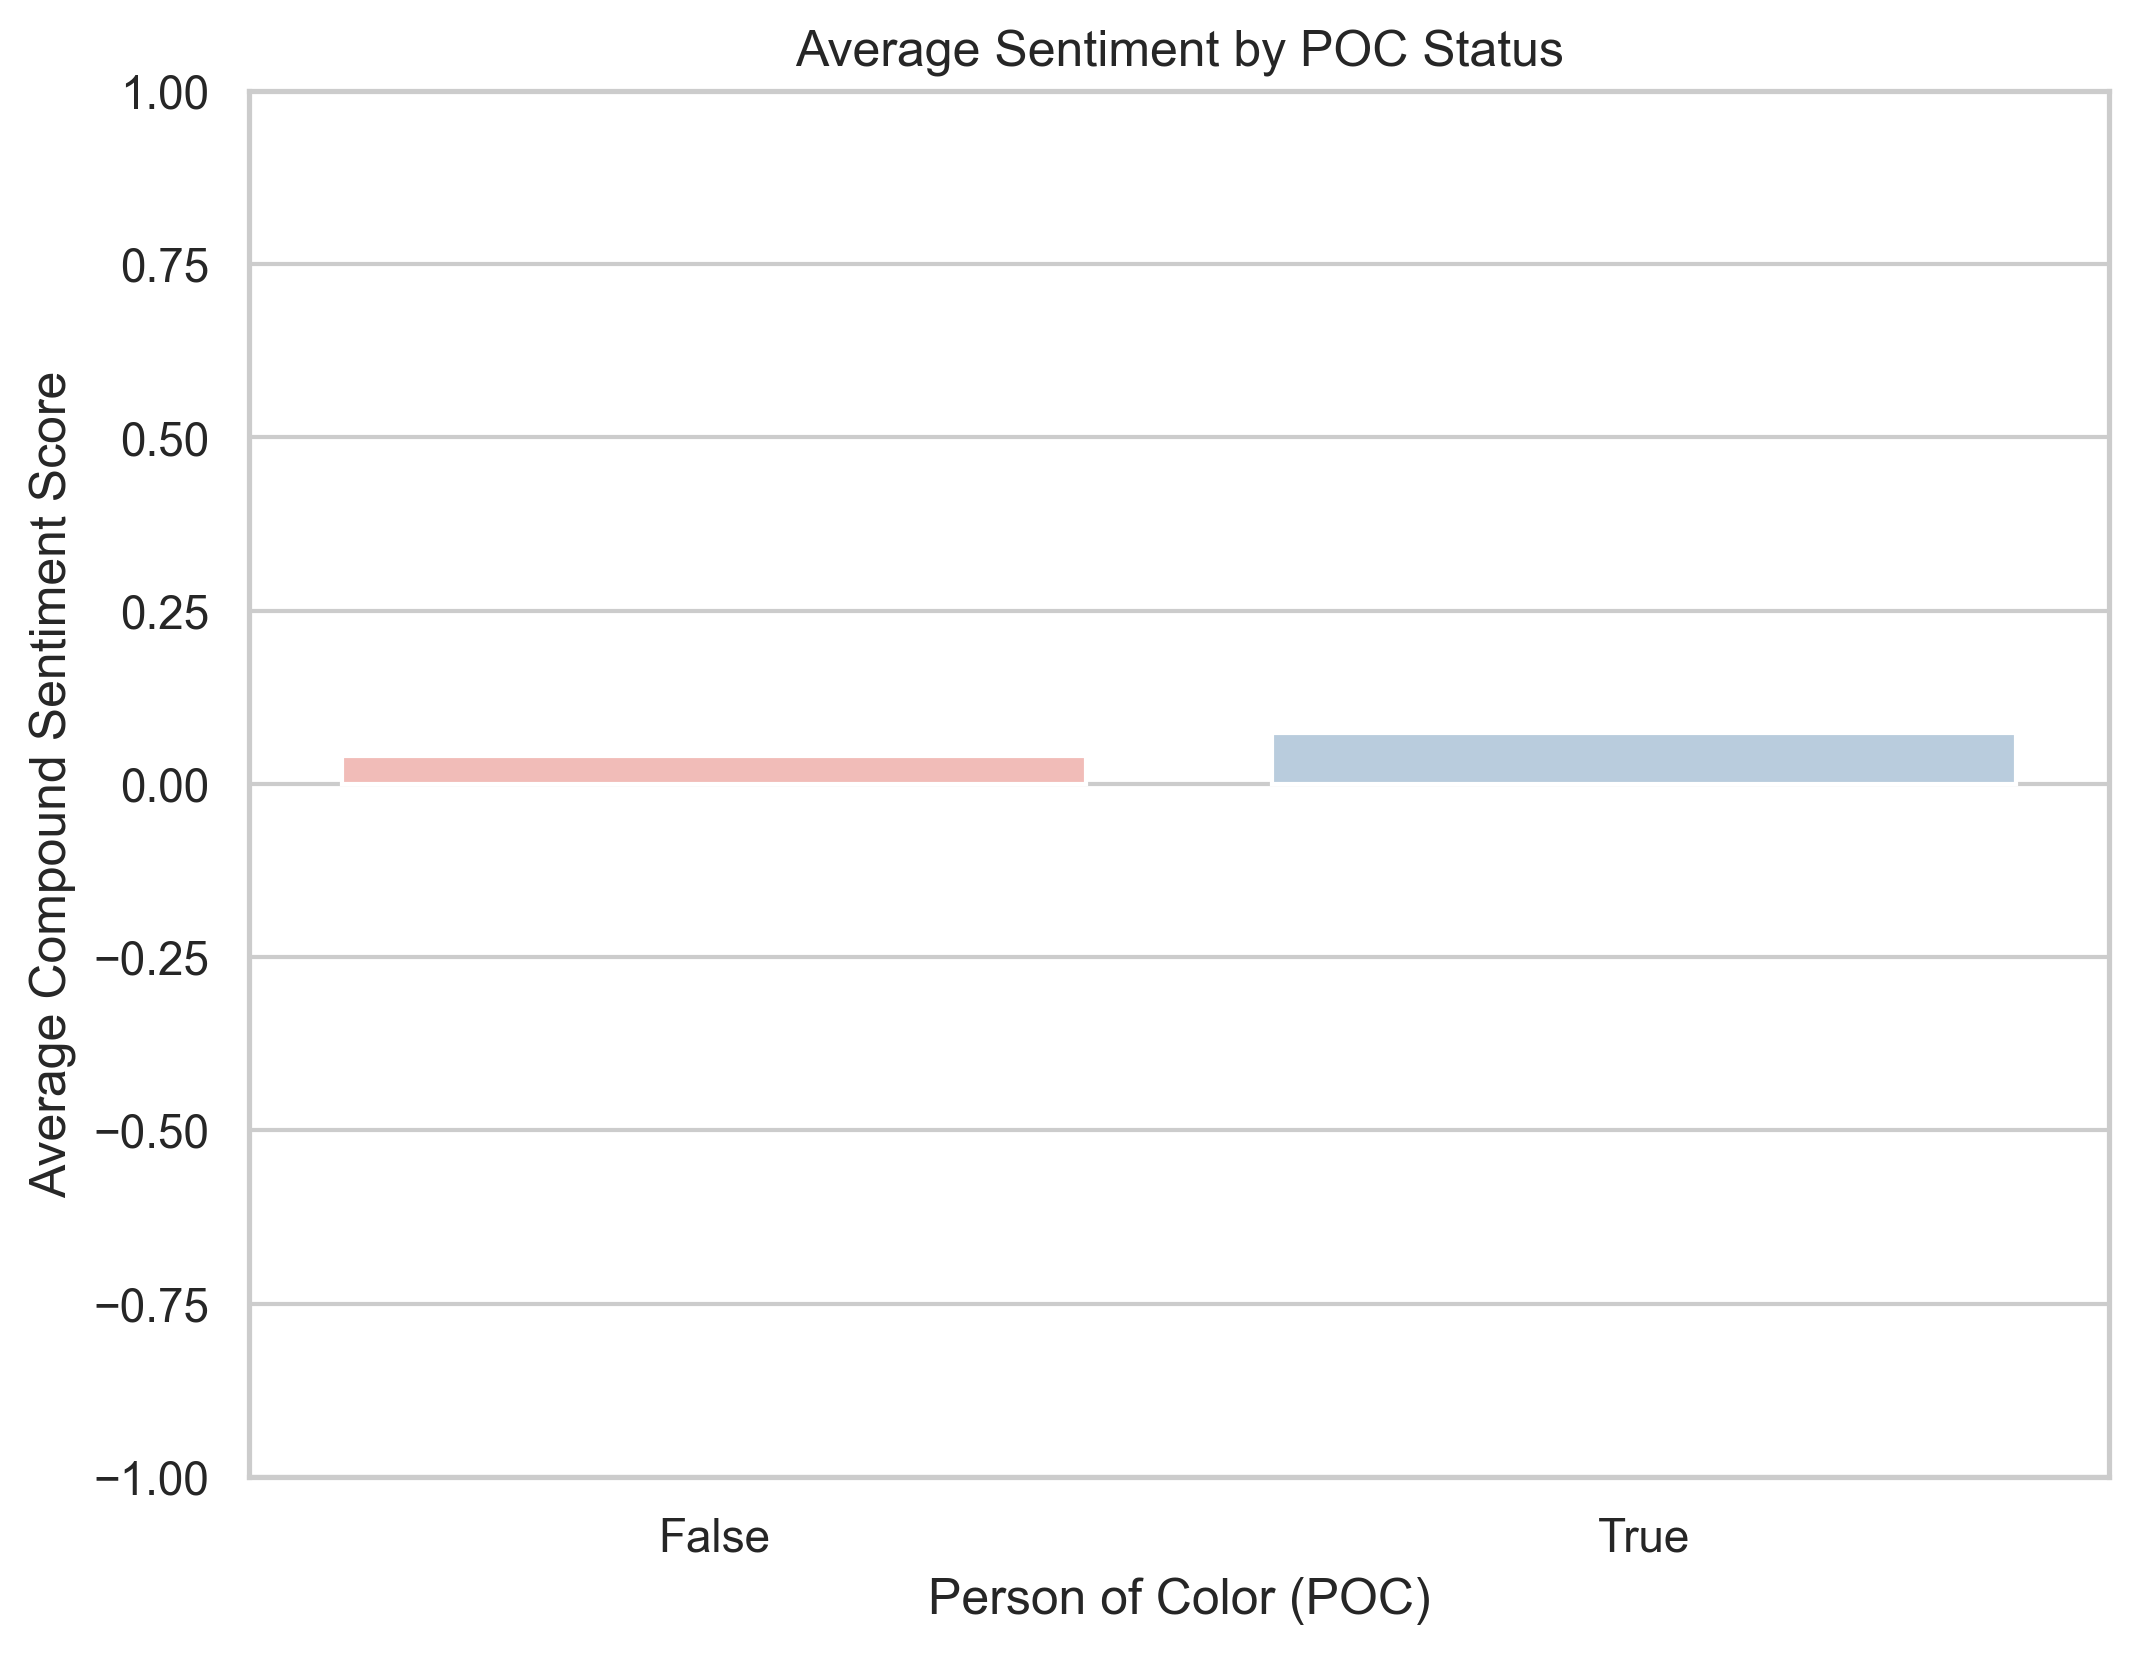 Average Sentiment by POC Status
Average Compound Sentiment Score
1.00
0.75
0.50
0.25
0.00
−0.25
−0.50
−0.75
−1.00
False
True
Person of Color (POC)